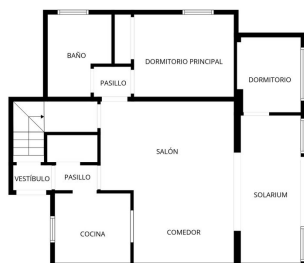 BAÑO
DORMITORIO PRINCIPAL
DORMITORIO
PASILLO
SALÓN
VESTÍBULO
PASILLO
SOLARIUM
COCINA
COMEDOR